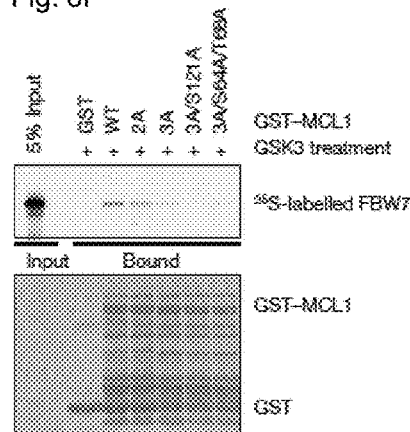 Fig.
5% Input
GST
WT
2A
3A
3A/S121A
3A/S64A/T68A
GST–MCL1
+ + + + + + GSK3 treatment
³⁵S-labelled FBW7
Input Bound
GST–MCL1
GST